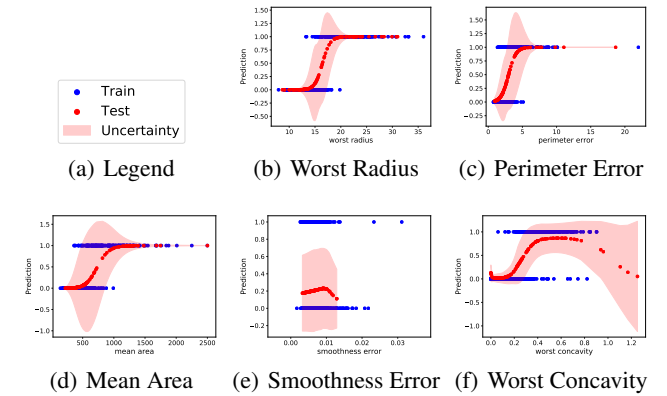 Train
Test
Uncertainty
(a) Legend
1.50
1.25
1.00
0.75
0.50
0.25
0.00
−0.25
−0.50
Prediction
10 15 20 25 30 35
worst radius
(b) Worst Radius
1.50
1.25
1.00
0.75
0.50
0.25
0.00
−0.25
Prediction
0 5 10 15 20
perimeter error
(c) Perimeter Error
1.5
1.0
0.5
0.0
−0.5
−1.0
Prediction
500 1000 1500 2000 2500
mean area
(d) Mean Area
1.0
0.8
0.6
0.4
0.2
0.0
−0.2
Prediction
0.00 0.01 0.02 0.03
smoothness error
(e) Smoothness Error
1.0
0.5
0.0
−0.5
−1.0
Prediction
0.0 0.2 0.4 0.6 0.8 1.0 1.2
worst concavity
(f) Worst Concavity